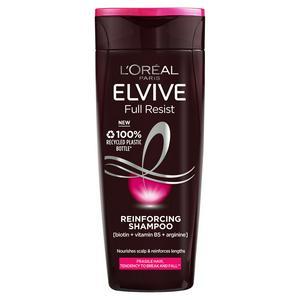 L'ORÉAL
PARIS
ELVIVE
Full Resist
NEW
100%
RECYCLED PLASTIC
BOTTLE*
REINFORCING
SHAMPOO
[biotin + vitamin B5 + arginine]
Nourishes scalp & reinforces lengths
FRAGILE HAIR,
TENDENCY TO BREAK AND FALL*